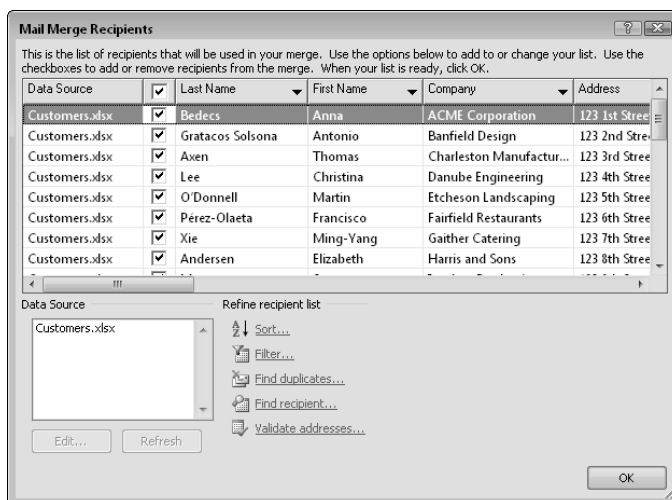 Mail Merge Recipients
This is the list of recipients that will be used in your merge. Use the options below to add to or change your list. Use the
checkboxes to add or remove recipients from the merge. When your list is ready, click OK.
Data Source Last Name First Name Company Address
Customers.xlsx Bedecs Anna ACME Corporation 123 1st Stree
Customers.xlsx Gratacos Solsona Antonio Banfield Design 123 2nd Stre
Customers.xlsx Axen Thomas Charleston Manufactur... 123 3rd Stree
Customers.xlsx Lee Christina Danube Engineering 123 4th Stree
Customers.xlsx O'Donnell Martin Etcheson Landscaping 123 5th Stree
Customers.xlsx Pérez-Olaeta Francisco Fairfield Restaurants 123 6th Stree
Customers.xlsx Xie Ming-Yang Gaither Catering 123 7th Stree
Customers.xlsx Andersen Elizabeth Harris and Sons 123 8th Stree
Data Source
Customers.xlsx
Edit... Refresh
Refine recipient list
Sort...
Filter...
Find duplicates...
Find recipient...
Validate addresses...
OK